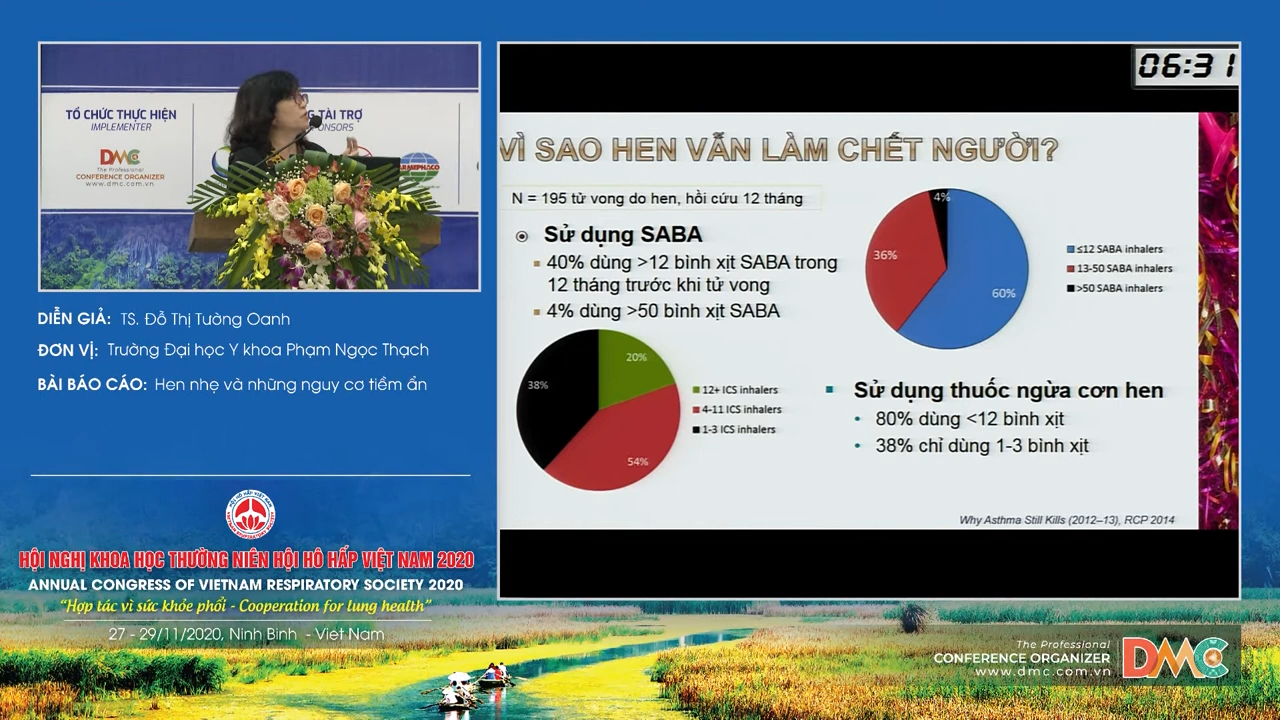 TỔ CHỨC THỰC HIỆN
IMPLEMENTER
DMC
The Professional
CONFERENCE ORGANIZER
www.dmc.com.vn
TÀI TRỢ
DIỄN GIẢ: TS. Đỗ Thị Tường Oanh
ĐƠN VỊ: Trường Đại học Y khoa Phạm Ngọc Thạch
BÀI BÁO CÁO: Hen nhẹ và những nguy cơ tiềm ẩn
HỘI NGHỊ KHOA HỌC THƯỜNG NIÊN HỘI HÔ HẤP VIỆT NAM 2020
ANNUAL CONGRESS OF VIETNAM RESPIRATORY SOCIETY 2020
“Hợp tác vì sức khỏe phổi - Cooperation for lung health”
27 - 29/11/2020, Ninh Bình - Viet Nam
06:31
VÌ SAO HEN VẪN LÀM CHẾT NGƯỜI?
N = 195 tử vong do hen, hồi cứu 12 tháng
Sử dụng SABA
40% dùng >12 bình xịt SABA trong
12 tháng trước khi tử vong
4% dùng >50 bình xịt SABA
4%
36%
60%
≤12 SABA inhalers
13-50 SABA inhalers
>50 SABA inhalers
20%
38%
54%
12+ ICS inhalers
4-11 ICS inhalers
1-3 ICS inhalers
Sử dụng thuốc ngừa cơn hen
80% dùng <12 bình xịt
38% chỉ dùng 1-3 bình xịt
Why Asthma Still Kills (2012–13), RCP 2014
The Professional
CONFERENCE ORGANIZER
www.dmc.com.vn
DMC